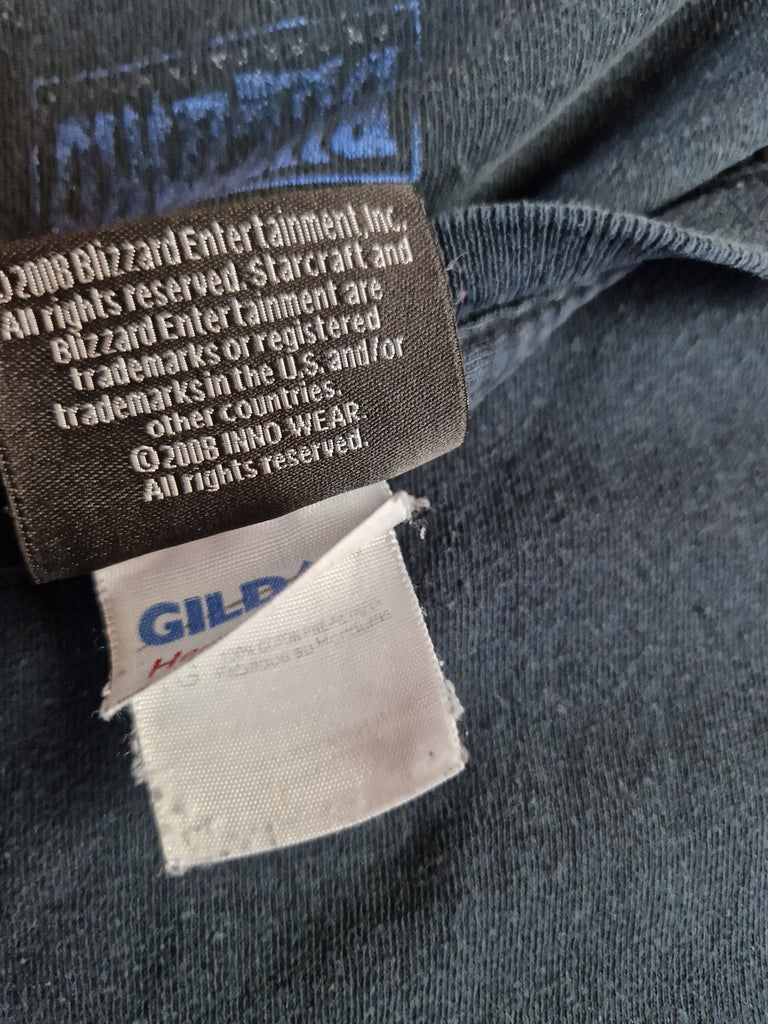 ©2008 Blizzard Entertainment, Inc.
All rights reserved. Starcraft and
Blizzard Entertainment are
trademarks or registered
trademarks in the U.S. and/or
other countries.
©2008 INNO WEAR
All rights reserved.
GILD